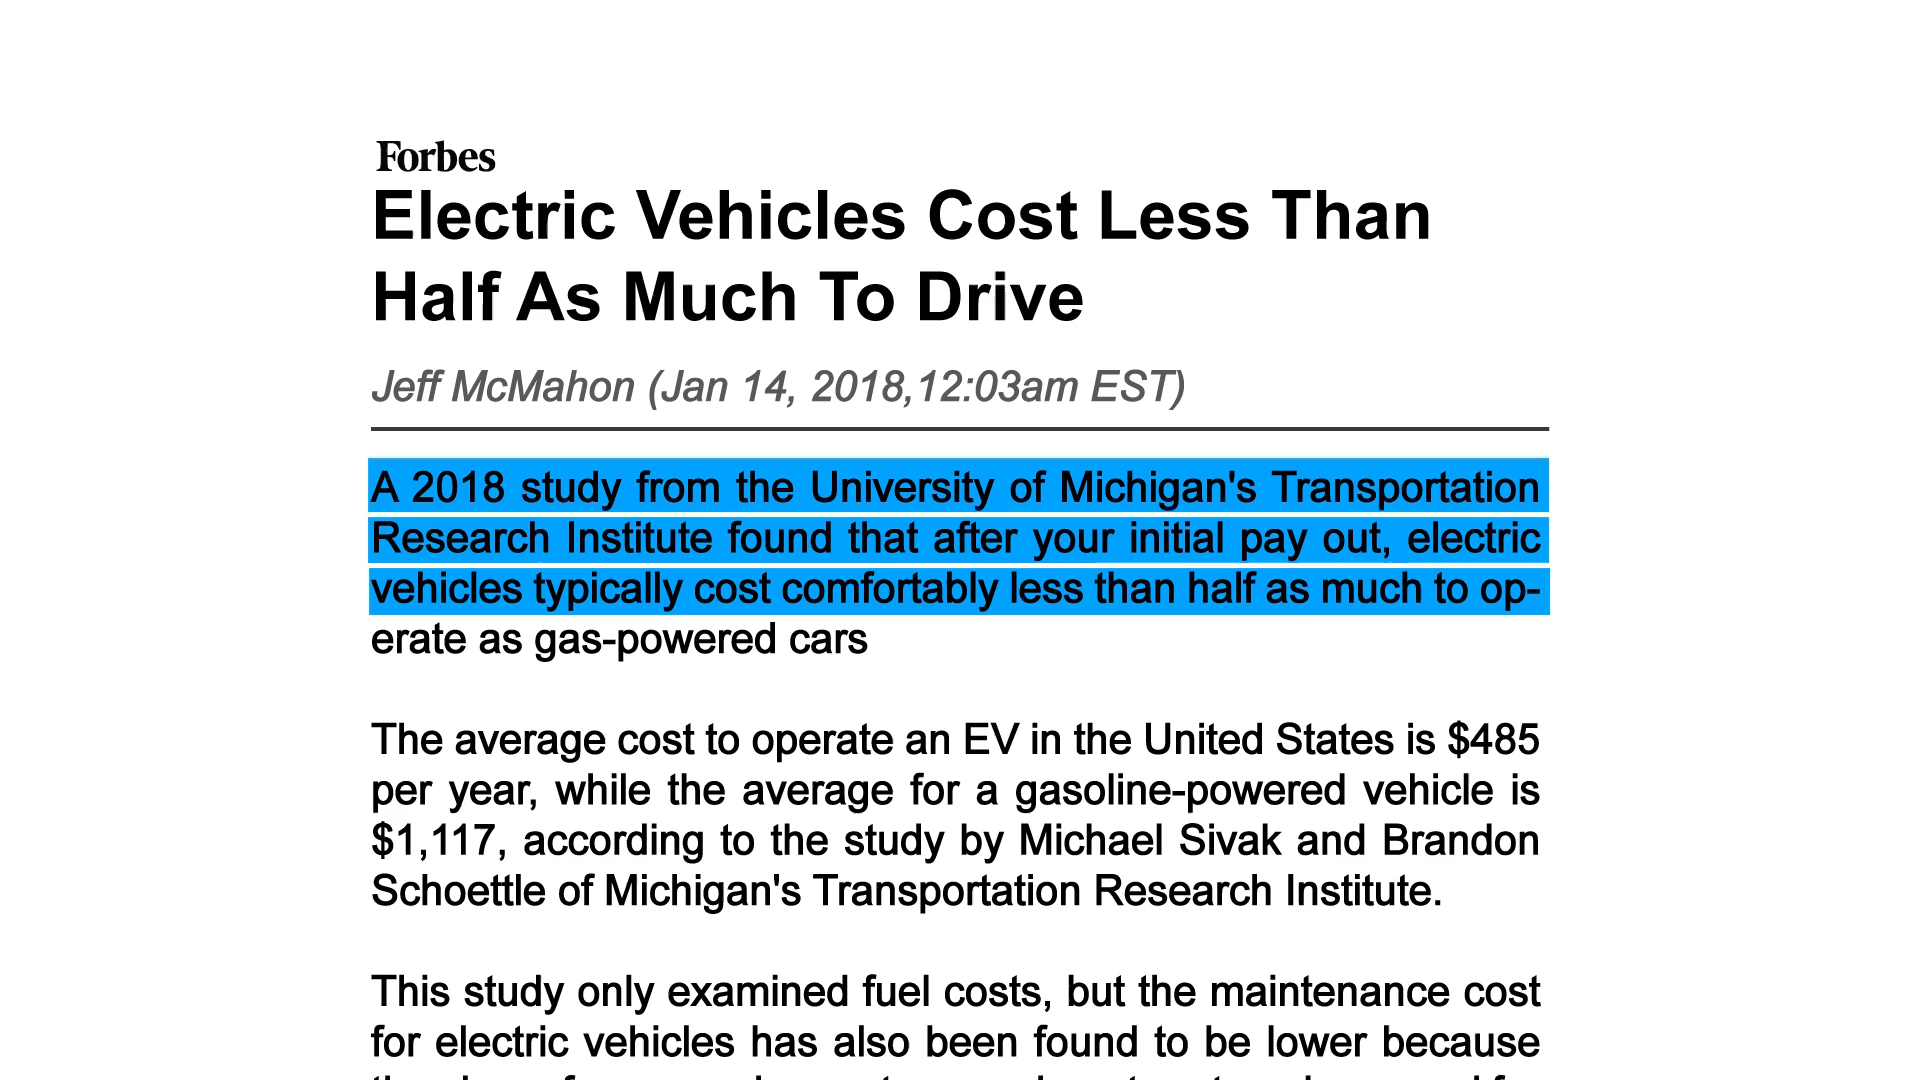 Forbes
Electric Vehicles Cost Less Than
Half As Much To Drive
Jeff McMahon (Jan 14, 2018,12:03am EST)
A 2018 study from the University of Michigan's Transportation
Research Institute found that after your initial pay out, electric
vehicles typically cost comfortably less than half as much to op-
erate as gas-powered cars
The average cost to operate an EV in the United States is $485
per year, while the average for a gasoline-powered vehicle is
$1,117, according to the study by Michael Sivak and Brandon
Schoettle of Michigan's Transportation Research Institute.
This study only examined fuel costs, but the maintenance cost
for electric vehicles has also been found to be lower because